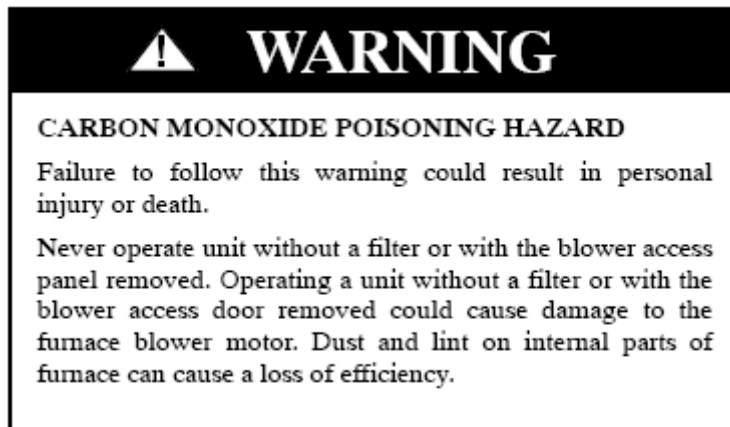 WARNING
CARBON MONOXIDE POISONING HAZARD
Failure to follow this warning could result in personal
injury or death.
Never operate unit without a filter or with the blower access
panel removed. Operating a unit without a filter or with the
blower access door removed could cause damage to the
furnace blower motor. Dust and lint on internal parts of
furnace can cause a loss of efficiency.